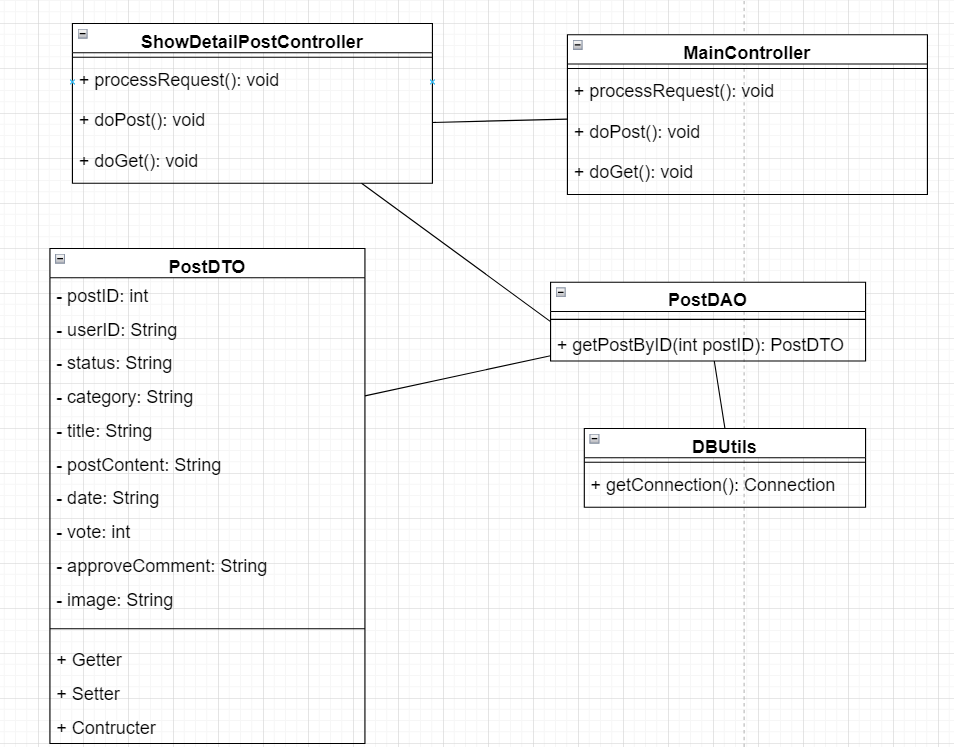 ShowDetailPostController
+ processRequest(): void
+ doPost(): void
+ doGet(): void
MainController
+ processRequest(): void
+ doPost(): void
+ doGet(): void
PostDTO
- postID: int
- userID: String
- status: String
- category: String
- title: String
- postContent: String
- date: String
- vote: int
- approveComment: String
- image: String
+ Getter
+ Setter
+ Contructer
PostDAO
+ getPostByID(int postID): PostDTO
DBUtils
+ getConnection(): Connection